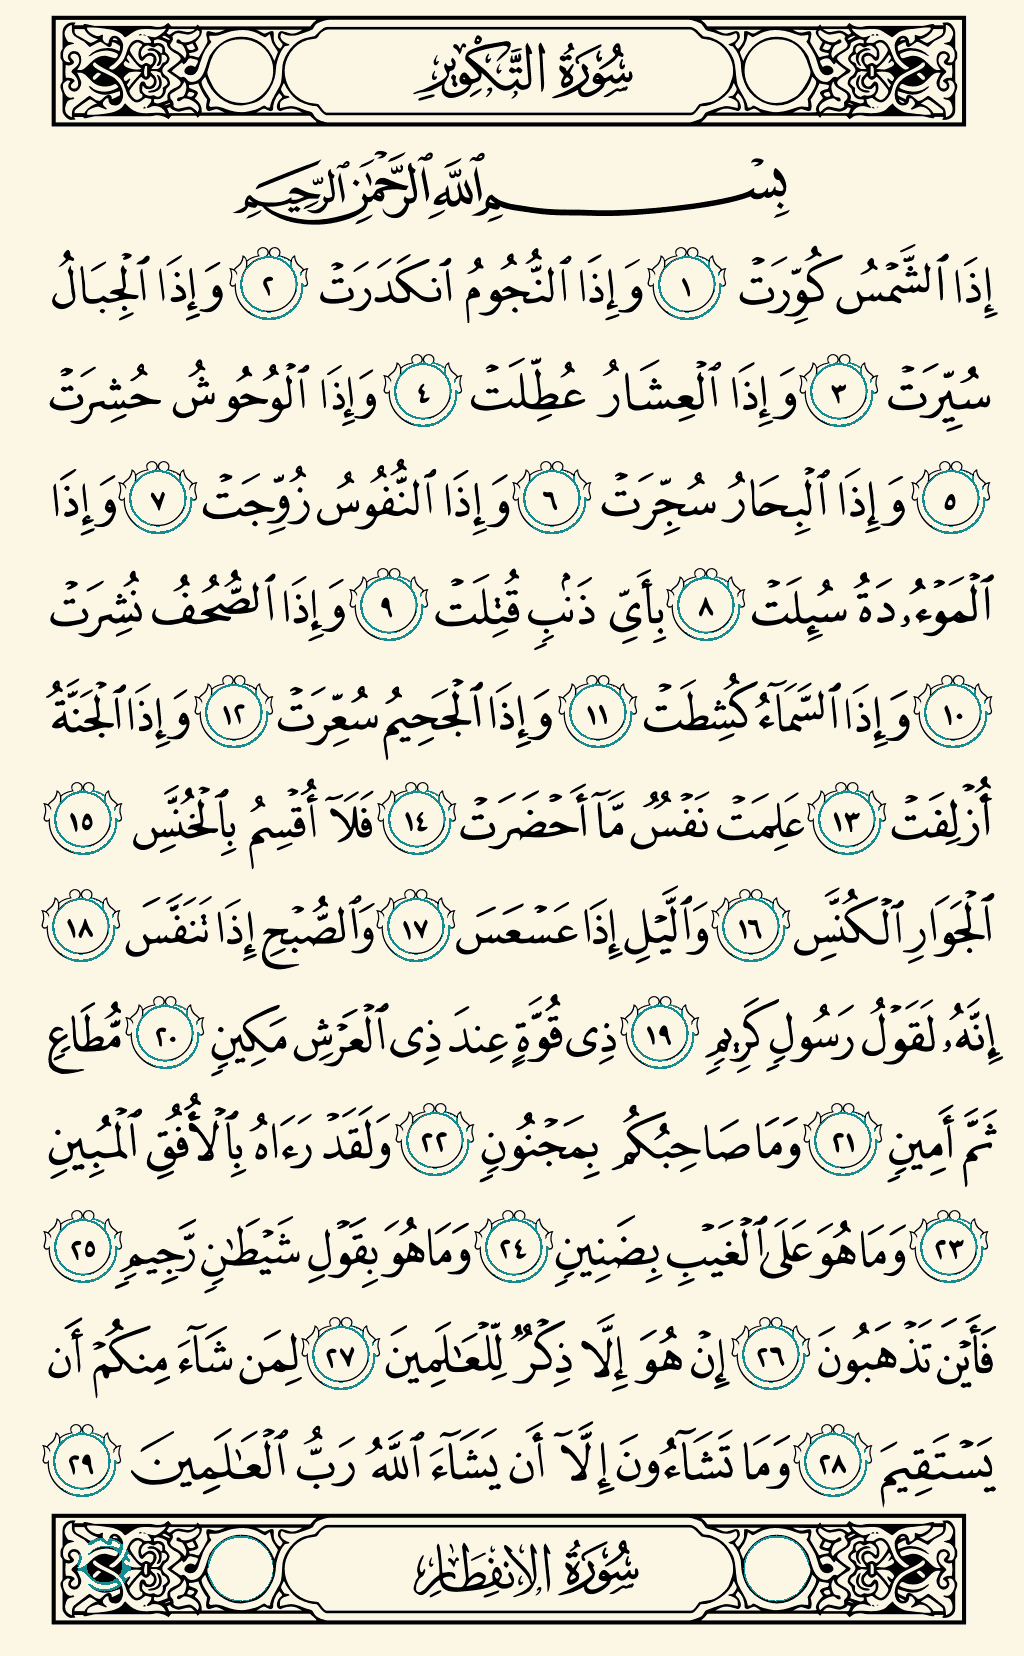 سُورَةُ التَّكْوِيرِ
بِسْمِ ٱللَّهِ ٱلرَّحْمَٰنِ ٱلرَّحِيمِ
إِذَا ٱلشَّمْسُ كُوِّرَتْ ١ وَإِذَا ٱلنُّجُومُ ٱنكَدَرَتْ ٢ وَإِذَا ٱلْجِبَالُ
سُيِّرَتْ ٣ وَإِذَا ٱلْعِشَارُ عُطِّلَتْ ٤ وَإِذَا ٱلْوُحُوشُ حُشِرَتْ
٥ وَإِذَا ٱلْبِحَارُ سُجِّرَتْ ٦ وَإِذَا ٱلنُّفُوسُ زُوِّجَتْ ٧ وَإِذَا
ٱلْمَوْءُۥدَةُ سُئِلَتْ ٨ بِأَىِّ ذَنۢبٍ قُتِلَتْ ٩ وَإِذَا ٱلصُّحُفُ نُشِرَتْ
١٠ وَإِذَا ٱلسَّمَآءُ كُشِطَتْ ١١ وَإِذَا ٱلْجَحِيمُ سُعِّرَتْ ١٢ وَإِذَا ٱلْجَنَّةُ
أُزْلِفَتْ ١٣ عَلِمَتْ نَفْسٌ مَّآ أَحْضَرَتْ ١٤ فَلَآ أُقْسِمُ بِٱلْخُنَّسِ ١٥
ٱلْجَوَارِ ٱلْكُنَّسِ ١٦ وَٱلَّيْلِ إِذَا عَسْعَسَ ١٧ وَٱلصُّبْحِ إِذَا تَنَفَّسَ ١٨
إِنَّهُۥ لَقَوْلُ رَسُولٍ كَرِيمٍ ١٩ ذِى قُوَّةٍ عِندَ ذِى ٱلْعَرْشِ مَكِينٍ ٢٠ مُّطَاعٍ
ثَمَّ أَمِينٍ ٢١ وَمَا صَاحِبُكُم بِمَجْنُونٍ ٢٢ وَلَقَدْ رَءَاهُ بِٱلْأُفُقِ ٱلْمُبِينِ
٢٣ وَمَا هُوَ عَلَى ٱلْغَيْبِ بِضَنِينٍ ٢٤ وَمَا هُوَ بِقَوْلِ شَيْطَٰنٍ رَّجِيمٍ ٢٥
فَأَيْنَ تَذْهَبُونَ ٢٦ إِنْ هُوَ إِلَّا ذِكْرٌ لِّلْعَٰلَمِينَ ٢٧ لِمَن شَآءَ مِنكُمْ أَن
يَسْتَقِيمَ ٢٨ وَمَا تَشَآءُونَ إِلَّآ أَن يَشَآءَ ٱللَّهُ رَبُّ ٱلْعَٰلَمِينَ ٢٩
سُورَةُ الانفِطَارِ